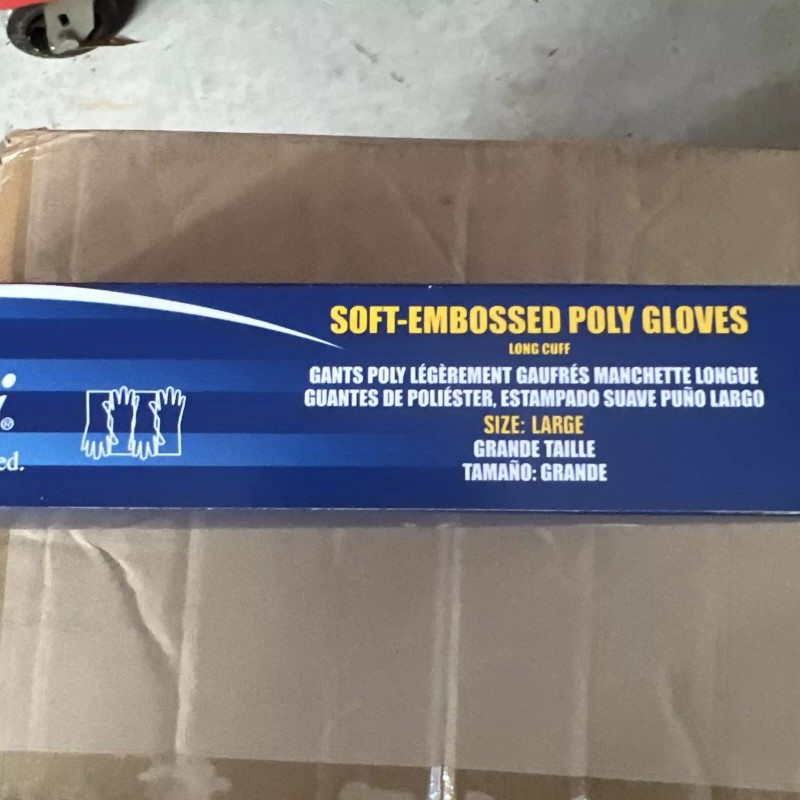 SOFT-EMBOSSED POLY GLOVES
LONG CUFF
GANTS POLY LÉGÈREMENT GAUFRÉS MANCHETTE LONGUE
GUANTES DE POLIÉSTER, ESTAMPADO SUAVE PUÑO LARGO
SIZE: LARGE
GRANDE TAILLE
TAMAÑO: GRANDE
®
ed.